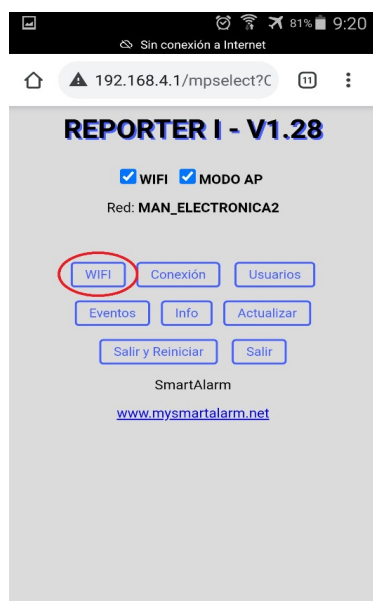 81% 9:20
Sin conexión a Internet
192.168.4.1/mpselect?C 11
REPORTER I - V1.28
WIFI MODO AP
Red: MAN_ELECTRONICA2
WIFI Conexión Usuarios
Eventos Info Actualizar
Salir y Reiniciar Salir
SmartAlarm
www.mysmartalarm.net